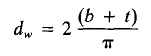 d_w = 2 (b + t) / π